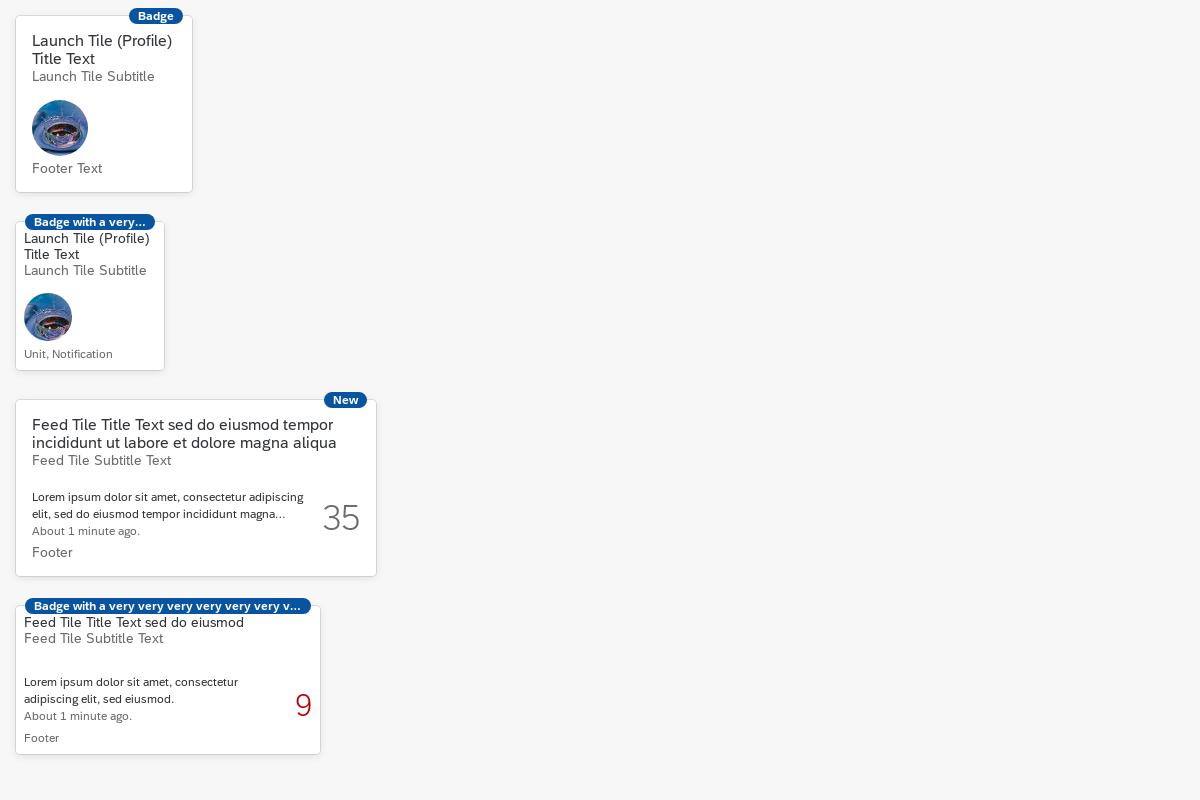 Badge
Launch Tile (Profile)
Title Text
Launch Tile Subtitle
Footer Text
Badge with a very...
Launch Tile (Profile)
Title Text
Launch Tile Subtitle
Unit, Notification
New
Feed Tile Title Text sed do eiusmod tempor
incididunt ut labore et dolore magna aliqua
Feed Tile Subtitle Text
Lorem ipsum dolor sit amet, consectetur adipiscing
elit, sed do eiusmod tempor incididunt magna...
35
About 1 minute ago.
Footer
Badge with a very very very very very very v...
Feed Tile Title Text sed do eiusmod
Feed Tile Subtitle Text
Lorem ipsum dolor sit amet, consectetur
adipiscing elit, sed eiusmod.
9
About 1 minute ago.
Footer